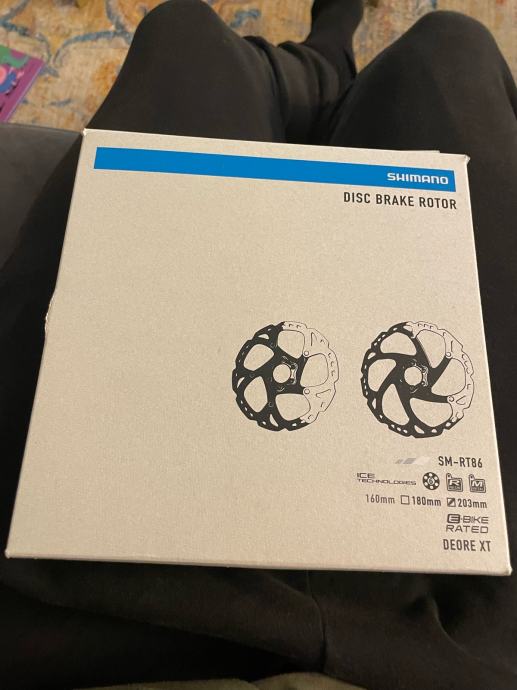 SHIMANO
DISC BRAKE ROTOR
SM-RT86
ICE
TECHNOLOGIES
R
M
160mm 180mm 203mm
E-BIKE
RATED
DEORE XT